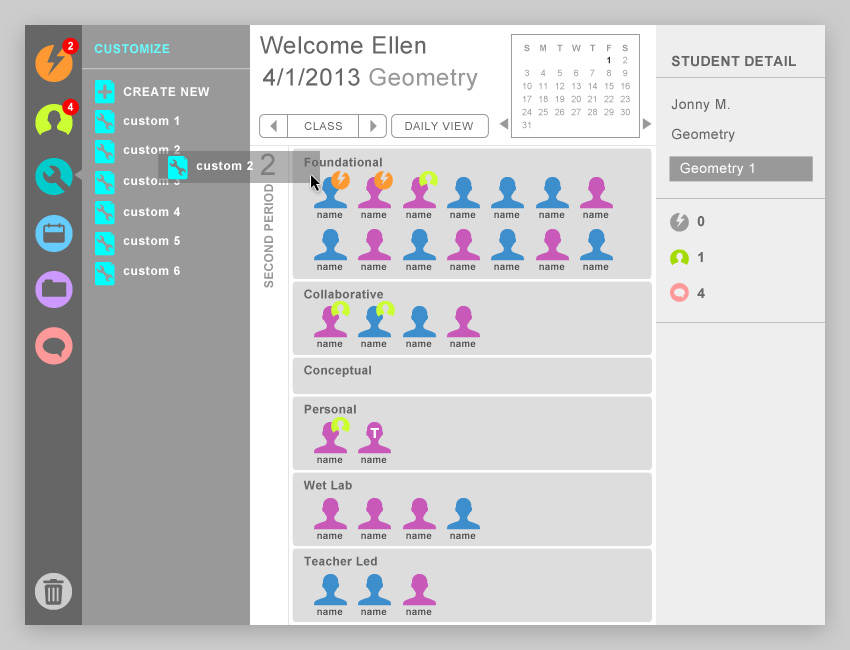 2
4
CUSTOMIZE
CREATE NEW
custom 1
custom 2
custom 3
custom 4
custom 5
custom 6
custom 2
Welcome Ellen
4/1/2013 Geometry
CLASS
DAILY VIEW
S M T W T F S
1 2
3 4 5 6 7 8 9
10 11 12 13 14 15 16
17 18 19 20 21 22 23
24 25 26 27 28 29 30
31
2
SECOND PERIOD
Foundational
name name name name name name name
name name name name name name name
Collaborative
name name name name
Conceptual
Personal
T
name name
Wet Lab
name name name name
Teacher Led
name name name
STUDENT DETAIL
Jonny M.
Geometry
Geometry 1
0
1
4